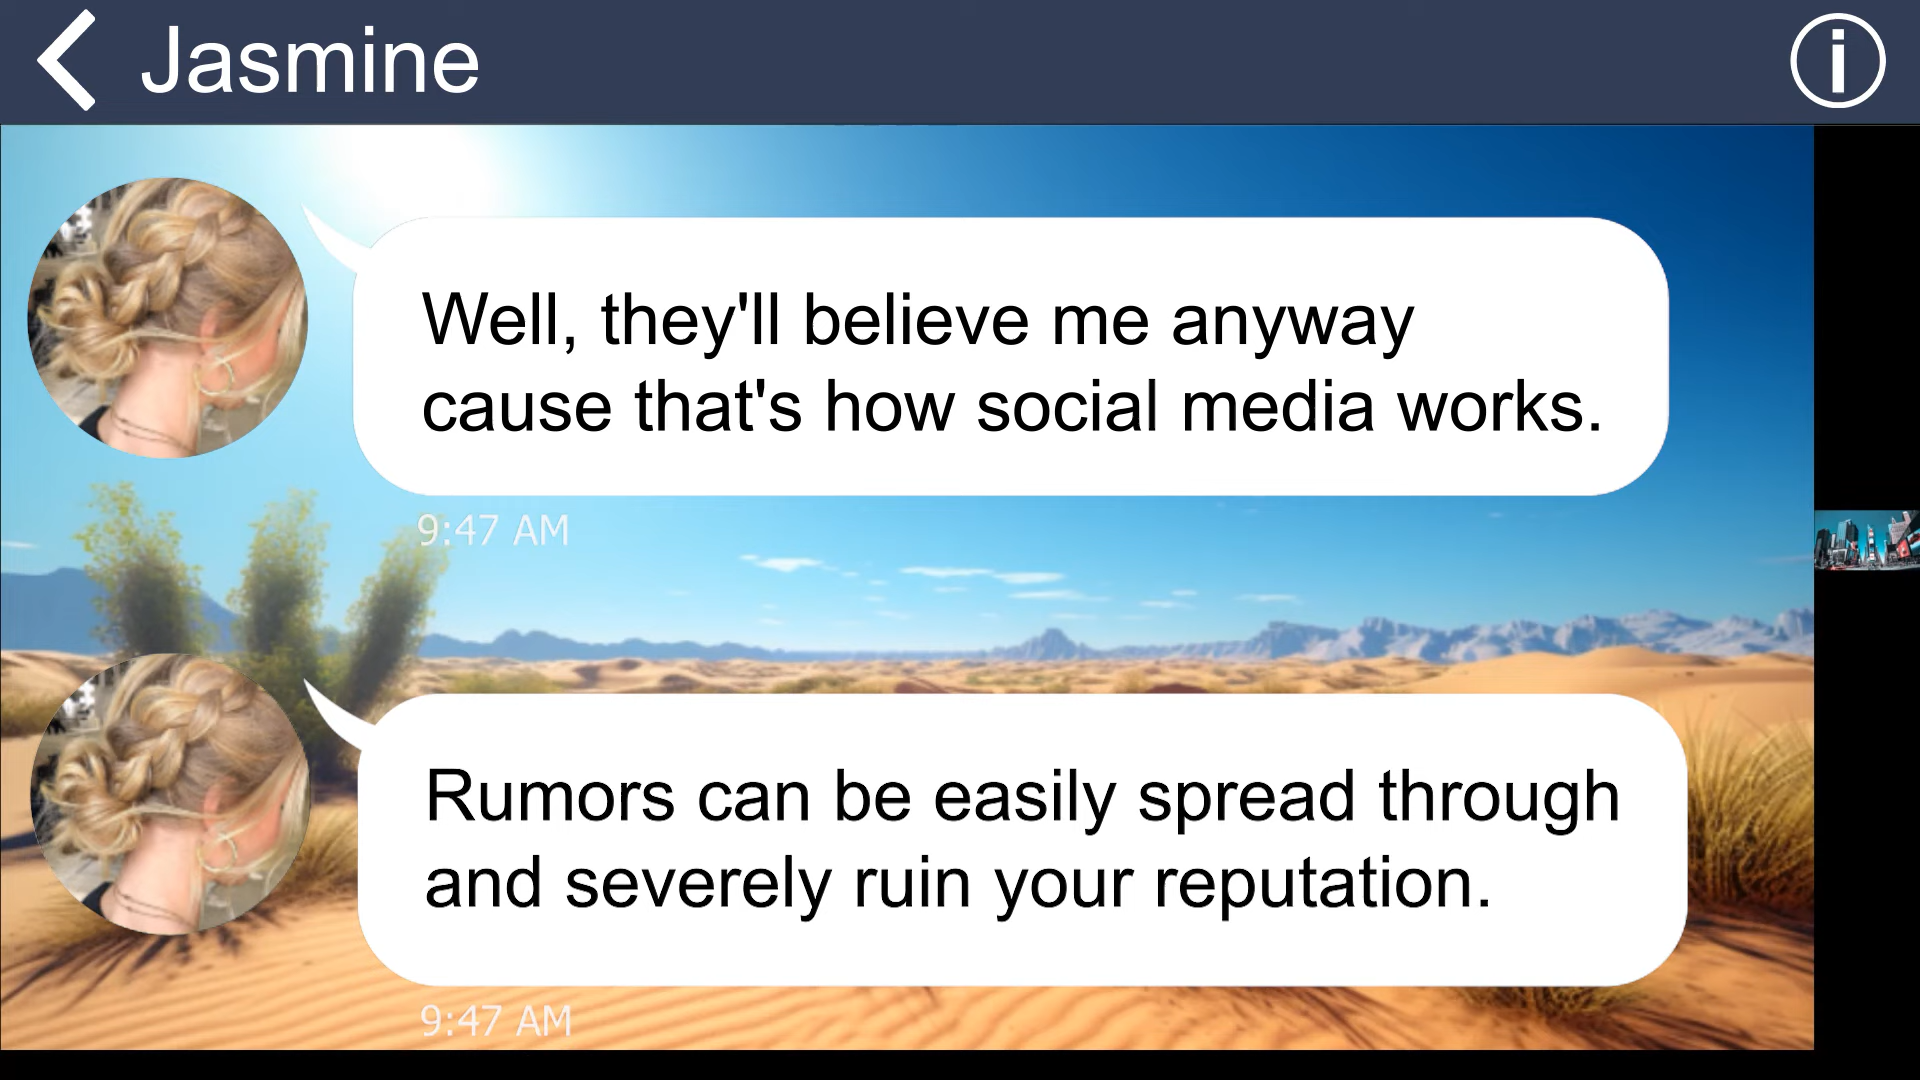 Jasmine
Well, they'll believe me anyway
cause that's how social media works.
9:47 AM
Rumors can be easily spread through
and severely ruin your reputation.
9:47 AM